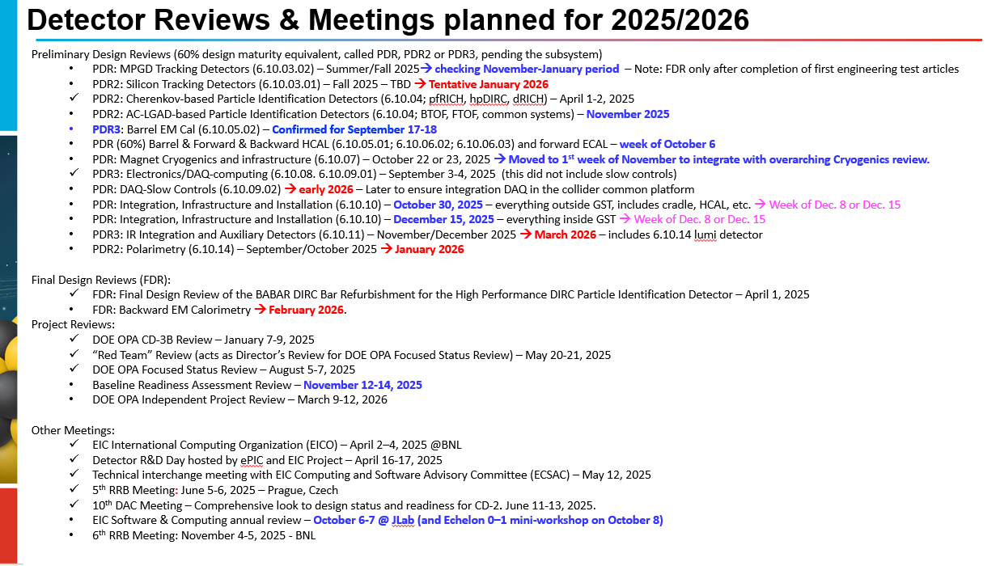 Detector Reviews & Meetings planned for 2025/2026
Preliminary Design Reviews (60% design maturity equivalent, called PDR, PDR2 or PDR3, pending the subsystem)
• PDR: MPGD Tracking Detectors (6.10.03.02) – Summer/Fall 2025→ checking November-January period – Note: FDR only after completion of first engineering test articles
• PDR2: Silicon Tracking Detectors (6.10.03.01) – Fall 2025 – TBD → Tentative January 2026
✓ PDR2: Cherenkov-based Particle Identification Detectors (6.10.04; pfRICH, hpDIRC, dRICH) – April 1-2, 2025
• PDR2: AC-LGAD-based Particle Identification Detectors (6.10.04; BTOF, FTOF, common systems) – November 2025
• PDR3: Barrel EM Cal (6.10.05.02) – Confirmed for September 17-18
• PDR (60%) Barrel & Forward & Backward HCAL (6.10.05.01; 6.10.06.02; 6.10.06.03) and forward ECAL – week of October 6
• PDR: Magnet Cryogenics and infrastructure (6.10.07) – October 22 or 23, 2025 → Moved to 1st week of November to integrate with overarching Cryogenics review.
✓ PDR3: Electronics/DAQ-computing (6.10.08. 6.10.09.01) – September 3-4, 2025 (this did not include slow controls)
• PDR: DAQ-Slow Controls (6.10.09.02) → early 2026 – Later to ensure integration DAQ in the collider common platform
• PDR: Integration, Infrastructure and Installation (6.10.10) – October 30, 2025 – everything outside GST, includes cradle, HCAL, etc. → Week of Dec. 8 or Dec. 15
• PDR: Integration, Infrastructure and Installation (6.10.10) – December 15, 2025 – everything inside GST → Week of Dec. 8 or Dec. 15
• PDR3: IR Integration and Auxiliary Detectors (6.10.11) – November/December 2025 → March 2026 – includes 6.10.14 lumi detector
• PDR2: Polarimetry (6.10.14) – September/October 2025 → January 2026
Final Design Reviews (FDR):
✓ FDR: Final Design Review of the BABAR DIRC Bar Refurbishment for the High Performance DIRC Particle Identification Detector – April 1, 2025
• FDR: Backward EM Calorimetry → February 2026.
Project Reviews:
✓ DOE OPA CD-3B Review – January 7-9, 2025
✓ “Red Team” Review (acts as Director’s Review for DOE OPA Focused Status Review) – May 20-21, 2025
✓ DOE OPA Focused Status Review – August 5-7, 2025
• Baseline Readiness Assessment Review – November 12-14, 2025
• DOE OPA Independent Project Review – March 9-12, 2026
Other Meetings:
✓ EIC International Computing Organization (EICO) – April 2–4, 2025 @BNL
✓ Detector R&D Day hosted by ePIC and EIC Project – April 16-17, 2025
✓ Technical interchange meeting with EIC Computing and Software Advisory Committee (ECSAC) – May 12, 2025
✓ 5th RRB Meeting: June 5-6, 2025 – Prague, Czech
✓ 10th DAC Meeting – Comprehensive look to design status and readiness for CD-2. June 11-13, 2025.
• EIC Software & Computing annual review – October 6-7 @ JLab (and Echelon 0–1 mini-workshop on October 8)
• 6th RRB Meeting: November 4-5, 2025 - BNL